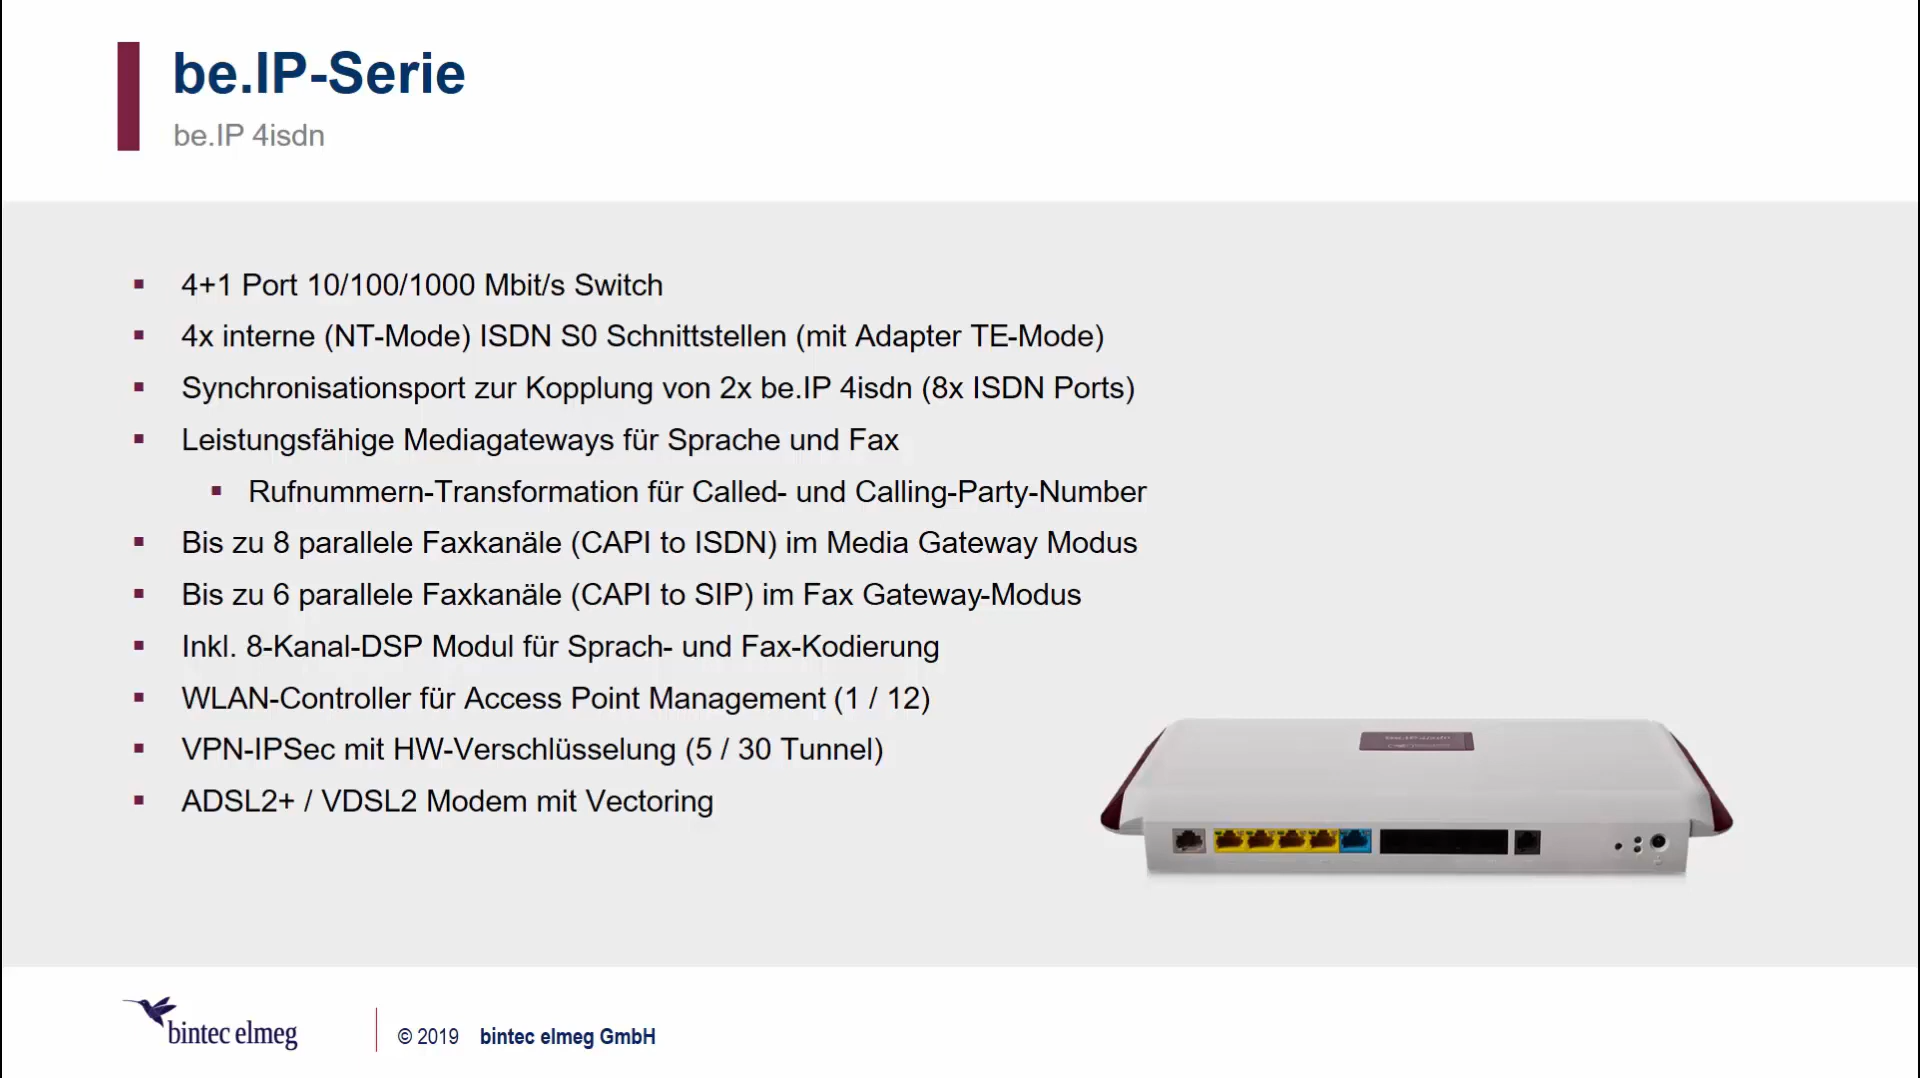 be.IP-Serie
be.IP 4isdn
▪ 4+1 Port 10/100/1000 Mbit/s Switch
▪ 4x interne (NT-Mode) ISDN S0 Schnittstellen (mit Adapter TE-Mode)
▪ Synchronisationsport zur Kopplung von 2x be.IP 4isdn (8x ISDN Ports)
▪ Leistungsfähige Mediagateways für Sprache und Fax
▪ Rufnummern-Transformation für Called- und Calling-Party-Number
▪ Bis zu 8 parallele Faxkanäle (CAPI to ISDN) im Media Gateway Modus
▪ Bis zu 6 parallele Faxkanäle (CAPI to SIP) im Fax Gateway-Modus
▪ Inkl. 8-Kanal-DSP Modul für Sprach- und Fax-Kodierung
▪ WLAN-Controller für Access Point Management (1 / 12)
▪ VPN-IPSec mit HW-Verschlüsselung (5 / 30 Tunnel)
▪ ADSL2+ / VDSL2 Modem mit Vectoring
be.IP 4isdn
bintec elmeg
© 2019 bintec elmeg GmbH